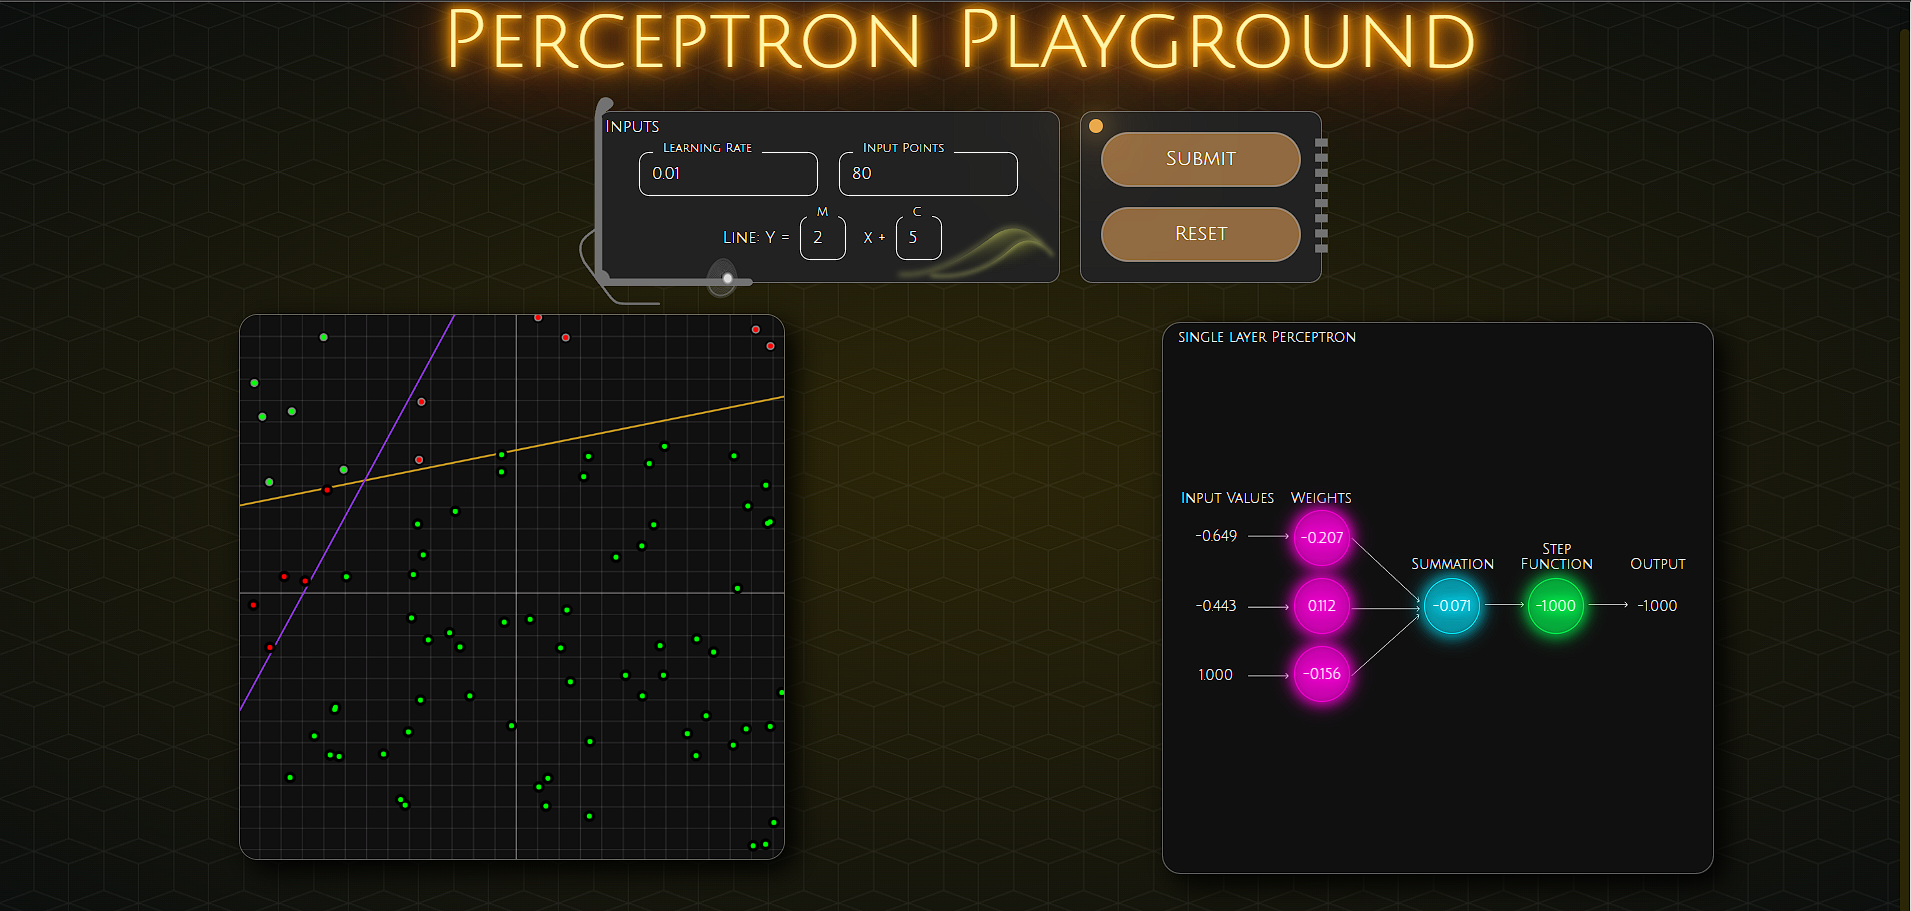 Perceptron Playground
Inputs
Learning Rate
Input Points
0.01
80
M
C
Line: Y =
2
X +
5
Submit
Reset
Single layer Perceptron
Input Values
Weights
-0.649
-0.207
Step
Summation
Function
Output
-0.443
0.112
-0.071
-1.000
-1.000
1.000
-0.156